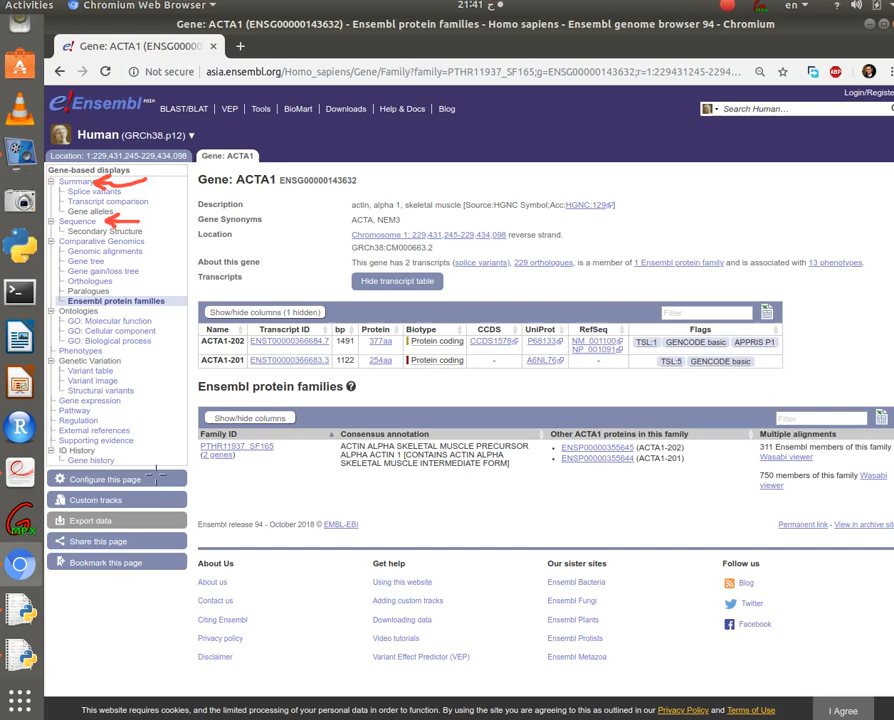 Activities Chromium Web Browser 21:41 ج en
Gene: ACTA1 (ENSG00000143632) - Ensembl protein families - Homo sapiens - Ensembl genome browser 94 - Chromium
Gene: ACTA1 (ENSG00000
Not secure asia.ensembl.org/Homo_sapiens/Gene/Family?family=PTHR11937_SF165;g=ENSG00000143632;r=1:229431245-2294…
ABP
Login/Registe
e!Ensembl ASIA BLAST/BLAT VEP Tools BioMart Downloads Help & Docs Blog
Search Human…
Human (GRCh38.p12) ▼
Location: 1:229,431,245-229,434,098 Gene: ACTA1
Gene-based displays
Summary
Splice variants
Transcript comparison
Gene alleles
Sequence
Secondary Structure
Comparative Genomics
Genomic alignments
Gene tree
Gene gain/loss tree
Orthologues
Paralogues
Ensembl protein families
Ontologies
GO: Molecular function
GO: Cellular component
GO: Biological process
Phenotypes
Genetic Variation
Variant table
Variant image
Structural variants
Gene expression
Pathway
Regulation
External references
Supporting evidence
ID History
Gene history
Configure this page
Custom tracks
Export data
Share this page
Bookmark this page
MPX
Gene: ACTA1 ENSG00000143632
Description actin, alpha 1, skeletal muscle [Source:HGNC Symbol;Acc:HGNC:129]
Gene Synonyms ACTA, NEM3
Location Chromosome 1: 229,431,245-229,434,098 reverse strand.
GRCh38:CM000663.2
About this gene This gene has 2 transcripts (splice variants), 229 orthologues, is a member of 1 Ensembl protein family and is associated with 13 phenotypes.
Transcripts Hide transcript table
Show/hide columns (1 hidden) Filter
Name Transcript ID bp Protein Biotype CCDS UniProt RefSeq Flags
ACTA1-202 ENST00000366684.7 1491 377aa Protein coding CCDS1578 P68133 NM_001100 TSL:1 GENCODE basic APPRIS P1
NP_001091
ACTA1-201 ENST00000366683.3 1122 254aa Protein coding - A6NL76 - TSL:5 GENCODE basic
Ensembl protein families ?
Show/hide columns Filter
Family ID Consensus annotation Other ACTA1 proteins in this family Multiple alignments
PTHR11937_SF165 ACTIN ALPHA SKELETAL MUSCLE PRECURSOR • ENSP00000355645 (ACTA1-202) 311 Ensembl members of this family
(2 genes) ALPHA ACTIN 1 [CONTAINS ACTIN ALPHA • ENSP00000355644 (ACTA1-201) Wasabi viewer
SKELETAL MUSCLE INTERMEDIATE FORM]
750 members of this family Wasabi
viewer
Ensembl release 94 - October 2018 © EMBL-EBI Permanent link - View in archive site
About Us Get help Our sister sites Follow us
About us Using this website Ensembl Bacteria Blog
Contact us Adding custom tracks Ensembl Fungi Twitter
Citing Ensembl Downloading data Ensembl Plants Facebook
Privacy policy Video tutorials Ensembl Protists
Disclaimer Variant Effect Predictor (VEP) Ensembl Metazoa
This website requires cookies, and the limited processing of your personal data in order to function. By using the site you are agreeing to this as outlined in our Privacy Policy and Terms of Use I Agree